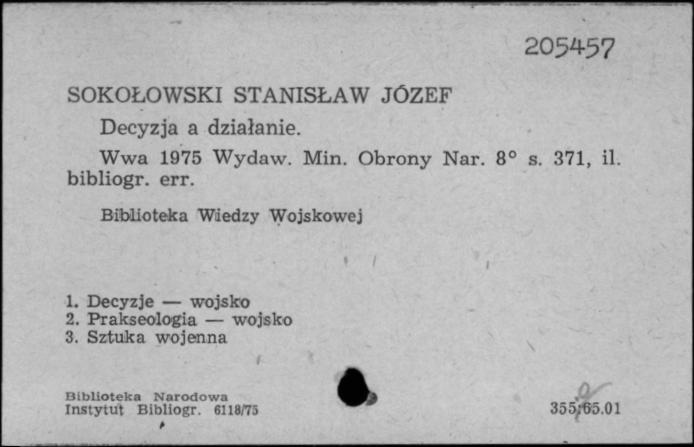 205457
SOKOŁOWSKI STANISŁAW JÓZEF
Decyzja a działanie.
Wwa 1975 Wydaw. Min. Obrony Nar. 8° s. 371, il.
bibliogr. err.
Biblioteka Wiedzy Wojskowej
1. Decyzje — wojsko
2. Prakseologia — wojsko
3. Sztuka wojenna
Biblioteka Narodowa
Instytut Bibliogr. 6118/75
355;65.01